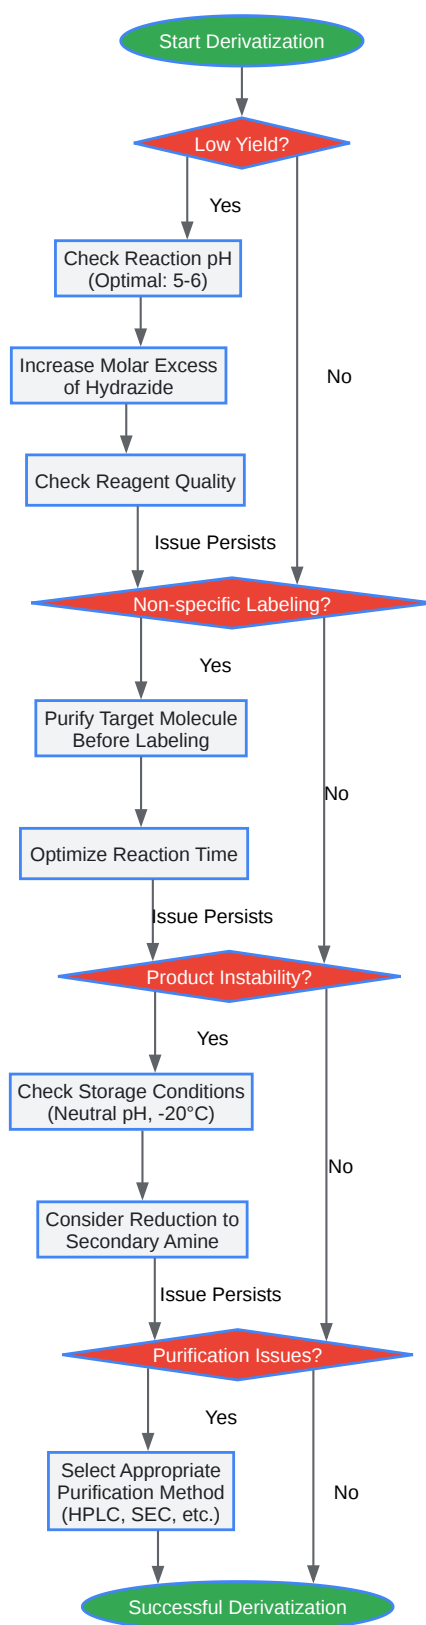 Start Derivatization
Low Yield?
Yes
Check Reaction pH
(Optimal: 5-6)
Increase Molar Excess
of Hydrazide
No
Check Reagent Quality
Issue Persists
Non-specific Labeling?
Yes
Purify Target Molecule
Before Labeling
No
Optimize Reaction Time
Issue Persists
Product Instability?
Yes
Check Storage Conditions
(Neutral pH, -20°C)
No
Consider Reduction to
Secondary Amine
Issue Persists
Purification Issues?
Yes
Select Appropriate
Purification Method
(HPLC, SEC, etc.)
No
Successful Derivatization